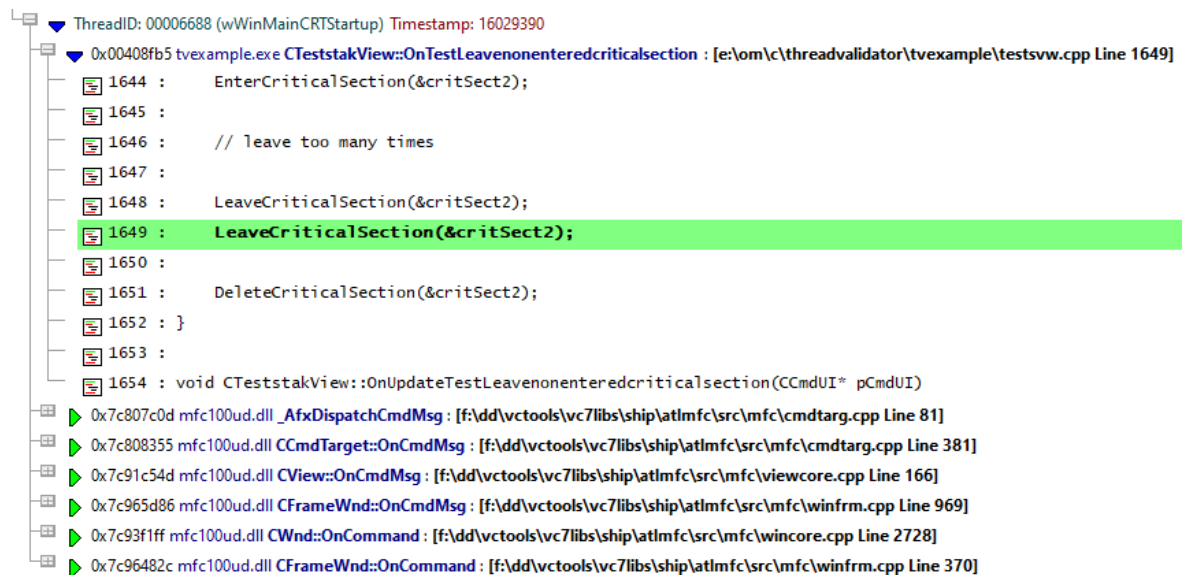 ThreadID: 00006688 (wWinMainCRTStartup) Timestamp: 16029390
0x00408fb5 tvexample.exe CTeststakView::OnTestLeavenonenteredcriticalsection : [e:\om\c\threadvalidator\tvexample\testsvw.cpp Line 1649]
1644 : EnterCriticalSection(&critSect2);
1645 :
1646 : // leave too many times
1647 :
1648 : LeaveCriticalSection(&critSect2);
1649 : LeaveCriticalSection(&critSect2);
1650 :
1651 : DeleteCriticalSection(&critSect2);
1652 : }
1653 :
1654 : void CTeststakView::OnUpdateTestLeavenonenteredcriticalsection(CCmdUI* pCmdUI)
0x7c807c0d mfc100ud.dll _AfxDispatchCmdMsg : [f:\dd\vctools\vc7libs\ship\atlmfc\src\mfc\cmdtarg.cpp Line 81]
0x7c808355 mfc100ud.dll CCmdTarget::OnCmdMsg : [f:\dd\vctools\vc7libs\ship\atlmfc\src\mfc\cmdtarg.cpp Line 381]
0x7c91c54d mfc100ud.dll CView::OnCmdMsg : [f:\dd\vctools\vc7libs\ship\atlmfc\src\mfc\viewcore.cpp Line 166]
0x7c965d86 mfc100ud.dll CFrameWnd::OnCmdMsg : [f:\dd\vctools\vc7libs\ship\atlmfc\src\mfc\winfrm.cpp Line 969]
0x7c93f1ff mfc100ud.dll CWnd::OnCommand : [f:\dd\vctools\vc7libs\ship\atlmfc\src\mfc\wincore.cpp Line 2728]
0x7c96482c mfc100ud.dll CFrameWnd::OnCommand : [f:\dd\vctools\vc7libs\ship\atlmfc\src\mfc\winfrm.cpp Line 370]